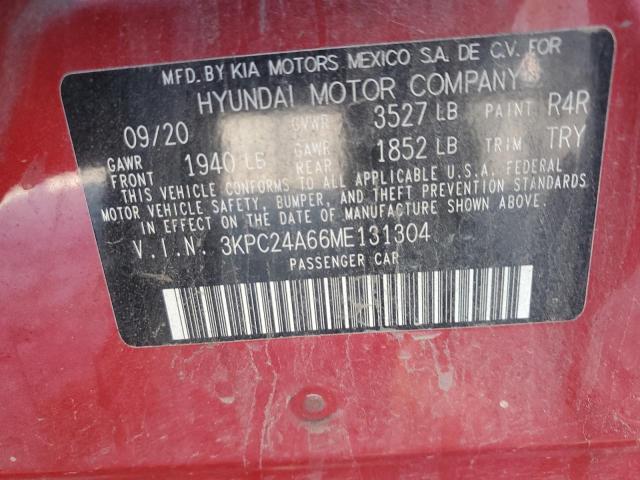 MFD. BY KIA MOTORS MEXICO S.A. DE C.V. FOR
HYUNDAI MOTOR COMPANY
09/20 GVWR 3527 LB PAINT R4R
GAWR FRONT 1940 LB GAWR REAR 1852 LB TRIM TRY
THIS VEHICLE CONFORMS TO ALL APPLICABLE U.S.A. FEDERAL
MOTOR VEHICLE SAFETY, BUMPER, AND THEFT PREVENTION STANDARDS
IN EFFECT ON THE DATE OF MANUFACTURE SHOWN ABOVE.
V.I.N. 3KPC24A66ME131304
PASSENGER CAR